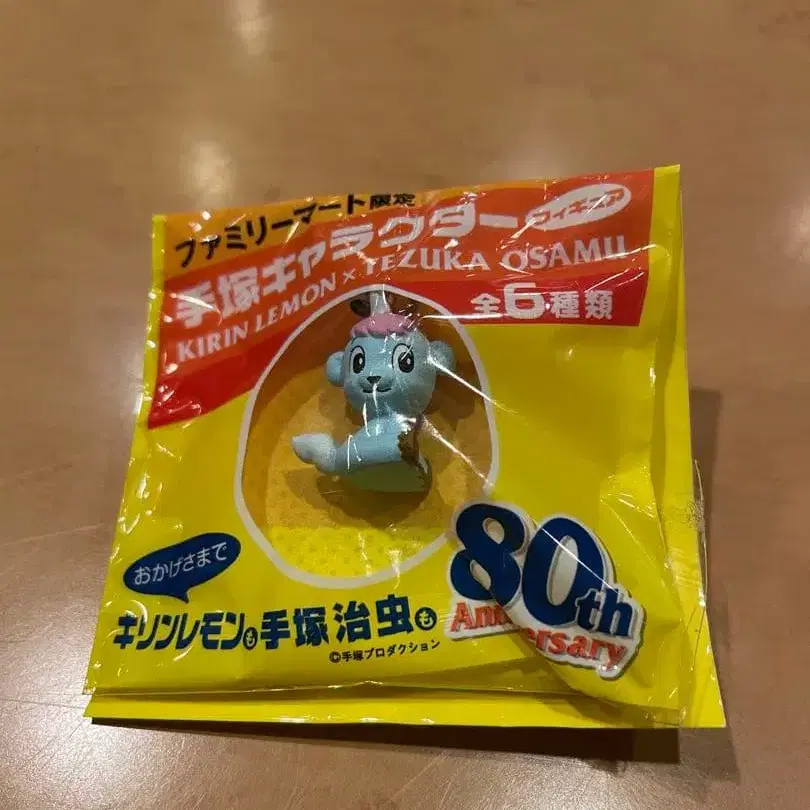 ファミリーマート限定
手塚キャラクターフィギュア
KIRIN LEMON × TEZUKA OSAMU
全6種類
おかげさまで
キリンレモンも手塚治虫も
80th
Anniversary
©手塚プロダクション